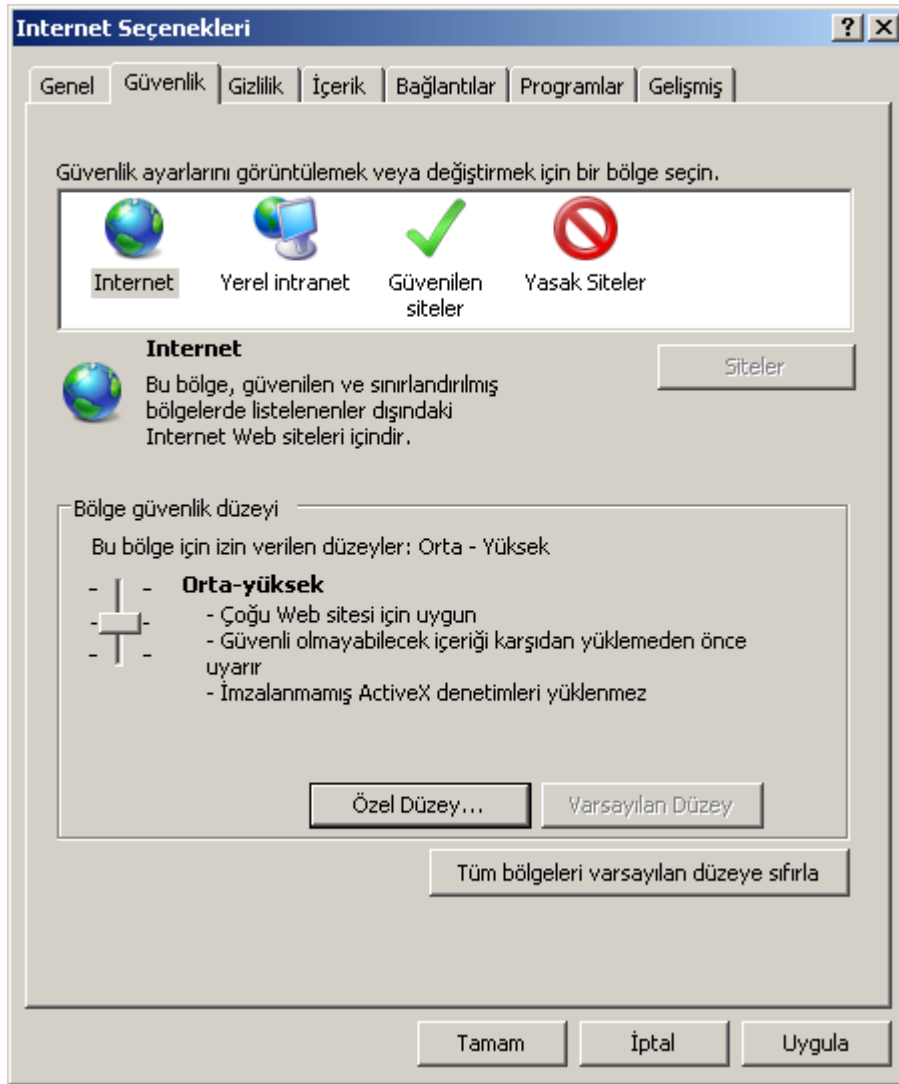 Internet Seçenekleri
Genel Güvenlik Gizlilik İçerik Bağlantılar Programlar Gelişmiş
Güvenlik ayarlarını görüntülemek veya değiştirmek için bir bölge seçin.
Internet Yerel intranet Güvenilen Yasak Siteler
siteler
Internet
Siteler
Bu bölge, güvenilen ve sınırlandırılmış
bölgelerde listelenenler dışındaki
Internet Web siteleri içindir.
Bölge güvenlik düzeyi
Bu bölge için izin verilen düzeyler: Orta - Yüksek
Orta-yüksek
- Çoğu Web sitesi için uygun
- Güvenli olmayabilecek içeriği karşıdan yüklemeden önce
uyarır
- İmzalanmamış ActiveX denetimleri yüklenmez
Özel Düzey... Varsayılan Düzey
Tüm bölgeleri varsayılan düzeye sıfırla
Tamam İptal Uygula